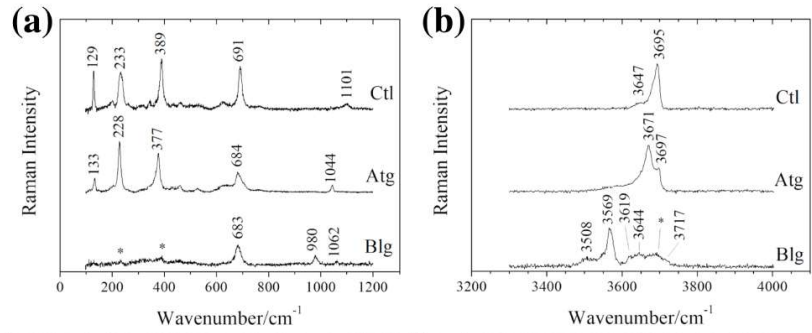 (a)
Raman Intensity
129
233
389
691
1101
Ctl
133
228
377
684
1044
Atg
*
*
683
980
1062
Blg
0 200 400 600 800 1000 1200
Wavenumber/cm-1
(b)
Raman Intensity
3647
3695
Ctl
3671
3697
Atg
3508
3569
3619
3644
*
3717
Blg
3200 3400 3600 3800 4000
Wavenumber/cm-1